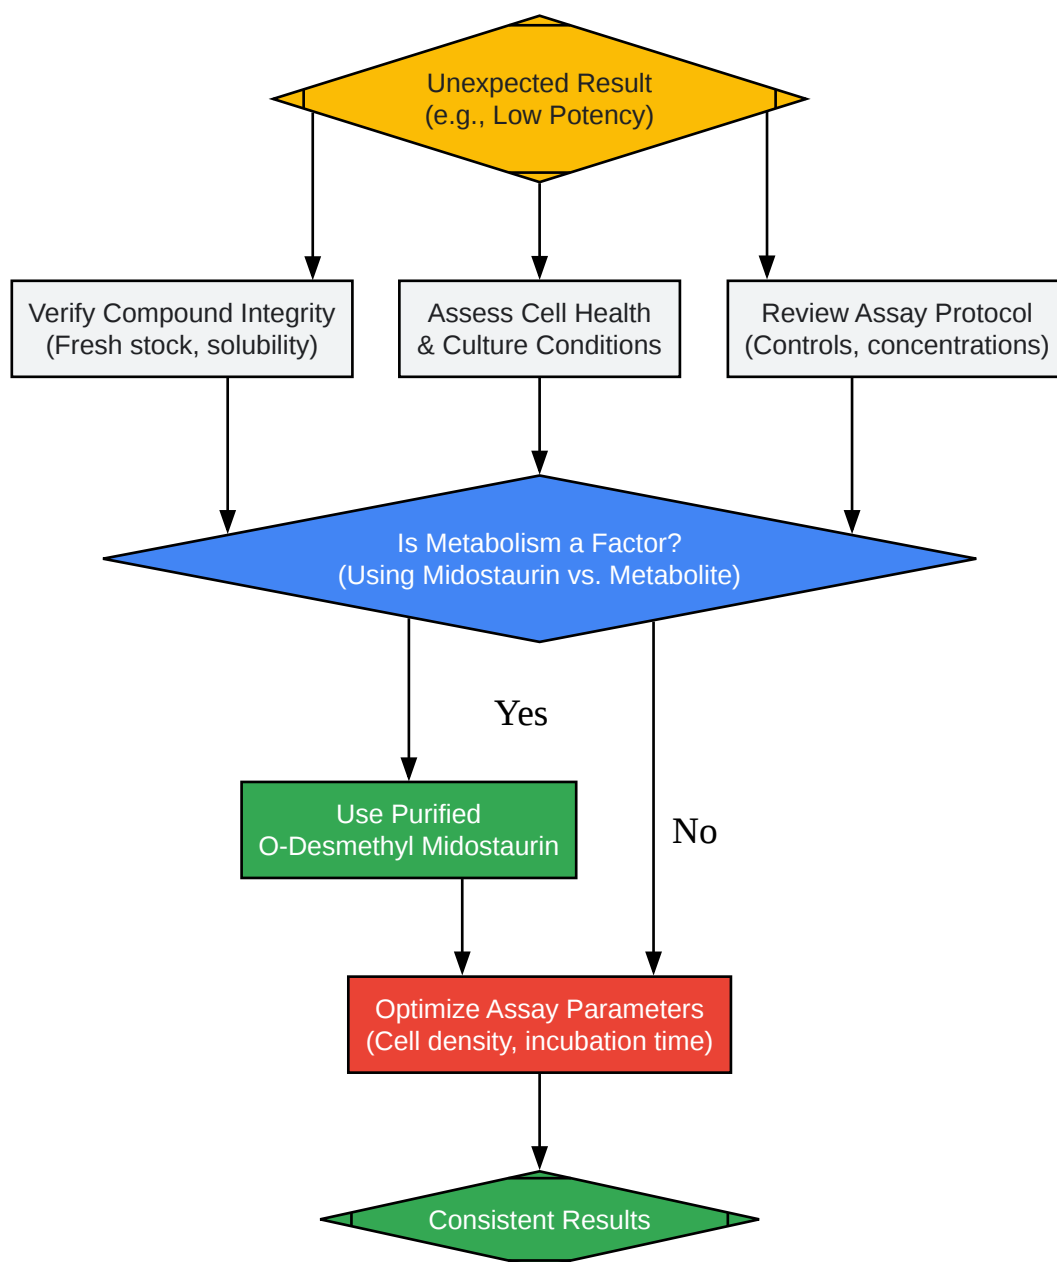 Unexpected Result
(e.g., Low Potency)
Verify Compound Integrity
(Fresh stock, solubility)
Assess Cell Health
& Culture Conditions
Review Assay Protocol
(Controls, concentrations)
Is Metabolism a Factor?
(Using Midostaurin vs. Metabolite)
Yes
Use Purified
O-Desmethyl Midostaurin
No
Optimize Assay Parameters
(Cell density, incubation time)
Consistent Results